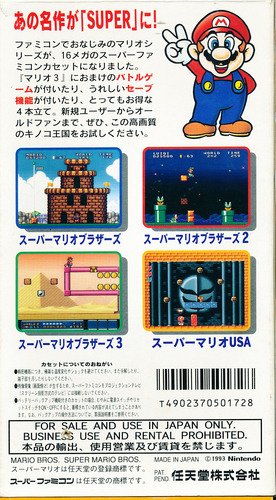 あの名作が「SUPER」に!
ファミコンでおなじみのマリオシ
リーズが、16メガのスーパーファ
ミコンカセットになりました。
『マリオ3』におまけのバトルゲ
ームが付いたり、うれしいセーブ
機能が付いたり、とってもお得な
4本立て。新規ユーザーからオー
ルドファンまで、ぜひ、この高画質
のキノコ王国をお試しください。
スーパーマリオブラザーズ
スーパーマリオブラザーズ2
スーパーマリオブラザーズ3
スーパーマリオUSA
カセットについてのおねがい
T4902370501728
FOR SALE AND USE IN JAPAN ONLY.
BUSINESS USE AND RENTAL PROHIBITED.
本品の輸出、使用営業及び賃貸を禁じます。
MARIO BROS. SUPER MARIO BROS.
スーパーマリオは任天堂の登録商標です。
スーパーファミコンは任天堂の商標です。
MADE IN JAPAN ©1993 Nintendo
PAT. PEND 任天堂株式会社